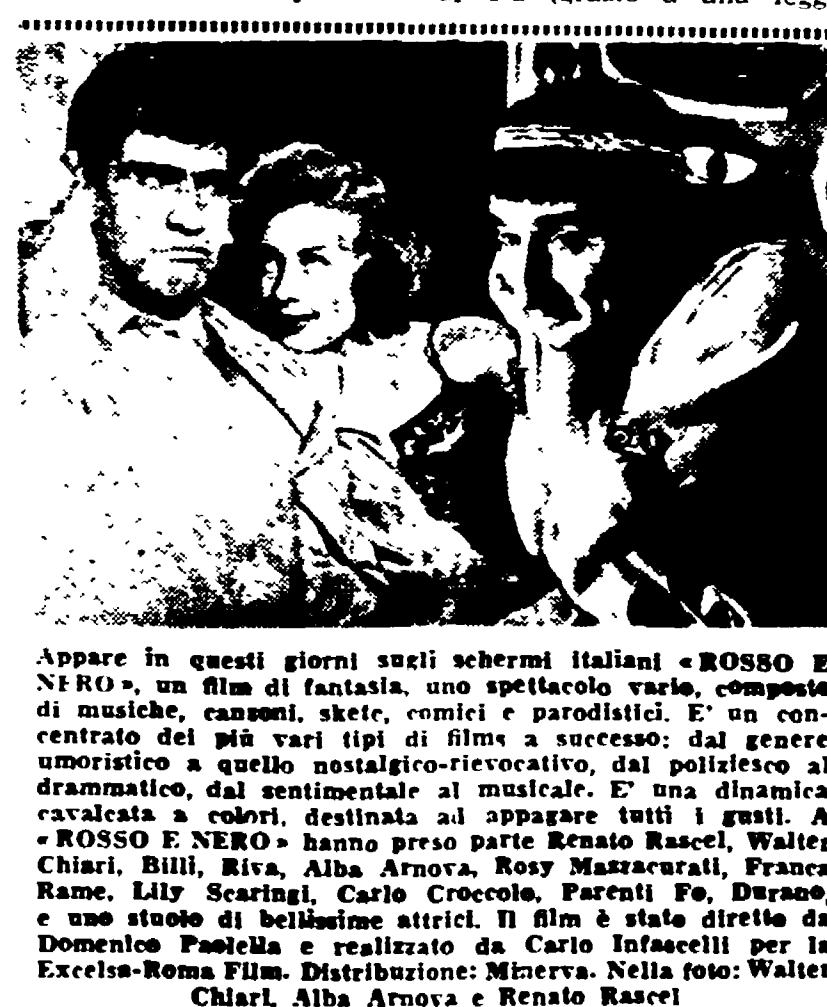 una legg
Appare in questi giorni sugli schermi italiani «ROSSO E
NERO», un film di fantasia, uno spettacolo vario, composto
di musiche, canzoni, skets, comici e parodistici. E' un con-
centrato dei più vari tipi di films a successo: dal genere
umoristico a quello nostalgico-rievocativo, dal poliziesco al
drammatico, dal sentimentale al musicale. E' una dinamica
cavalcata a colori, destinata ad appagare tutti i gusti. A
«ROSSO E NERO» hanno preso parte Renato Rascel, Walter
Chiari, Billi, Riva, Alba Arnova, Rosy Mazzacurati, Franca
Rame, Lily Scaringi, Carlo Croccolo, Parenti Fo, Durano,
e uno stuolo di bellissime attrici. Il film è stato diretto da
Domenico Paolella e realizzato da Carlo Infascelli per la
Excelsa-Roma Film. Distribuzione: Minerva. Nella foto: Walter
Chiari, Alba Arnova e Renato Rascel